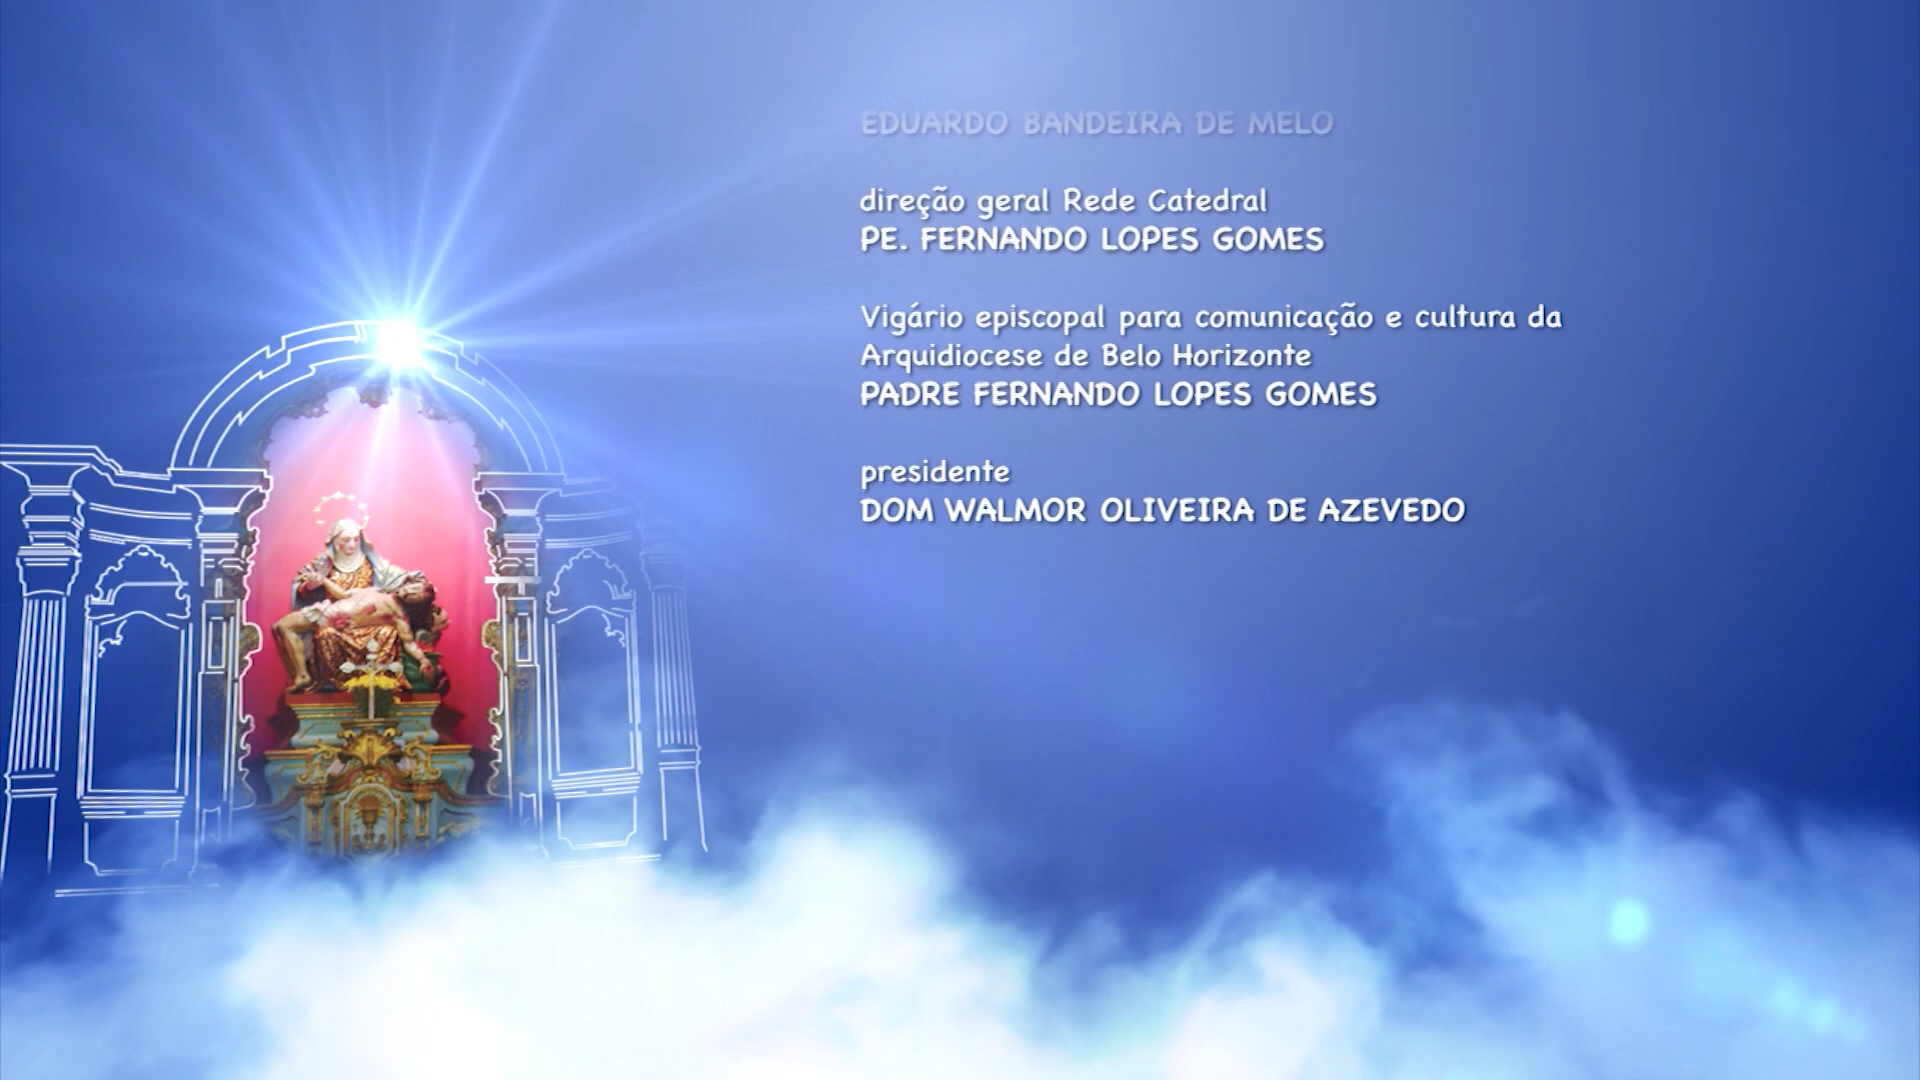 EDUARDO BANDEIRA DE MELO
direção geral Rede Catedral
PE. FERNANDO LOPES GOMES
Vigário episcopal para comunicação e cultura da
Arquidiocese de Belo Horizonte
PADRE FERNANDO LOPES GOMES
presidente
DOM WALMOR OLIVEIRA DE AZEVEDO